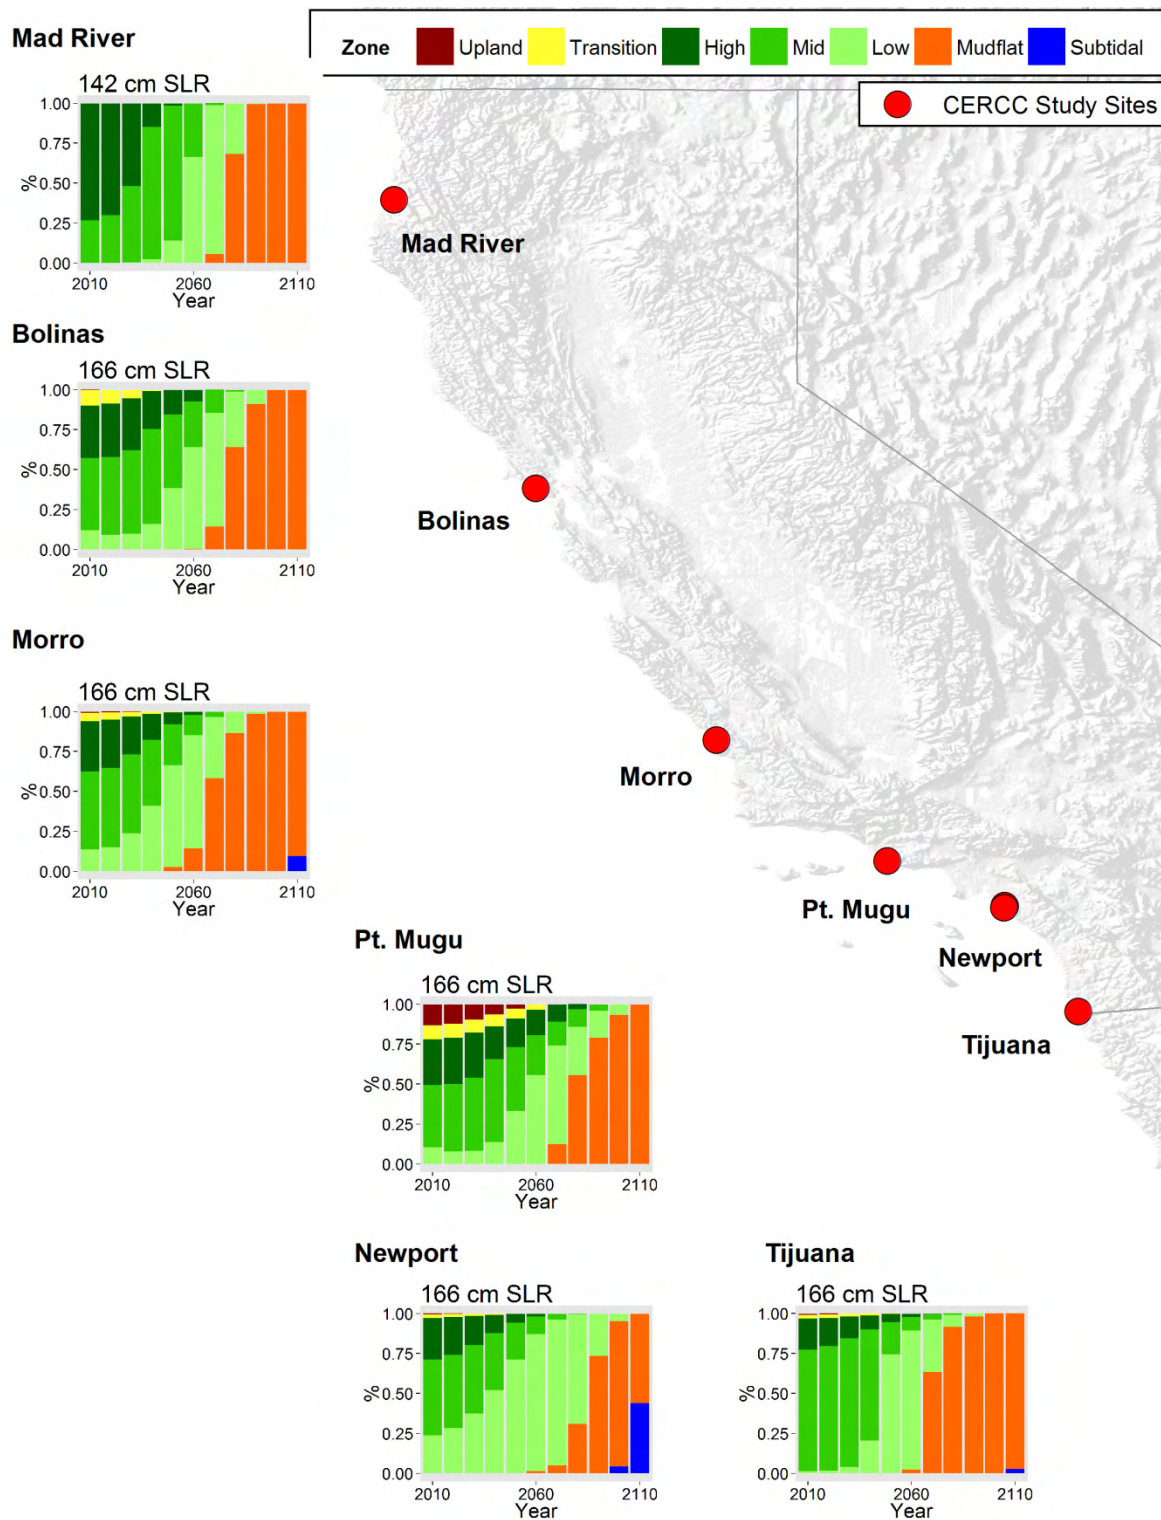 Zone Upland Transition High Mid Low Mudflat Subtidal
CERCC Study Sites
Mad River
142 cm SLR
1.00
0.75
%
0.50
0.25
0.00
2010 2060 2110
Year
Bolinas
166 cm SLR
1.00
0.75
%
0.50
0.25
0.00
2010 2060 2110
Year
Morro
166 cm SLR
1.00
0.75
%
0.50
0.25
0.00
2010 2060 2110
Year
Mad River
Bolinas
Morro
Pt. Mugu
Newport
Tijuana
Pt. Mugu
166 cm SLR
1.00
0.75
%
0.50
0.25
0.00
2010 2060 2110
Year
Newport
166 cm SLR
1.00
0.75
%
0.50
0.25
0.00
2010 2060 2110
Year
Tijuana
166 cm SLR
1.00
0.75
%
0.50
0.25
0.00
2010 2060 2110
Year